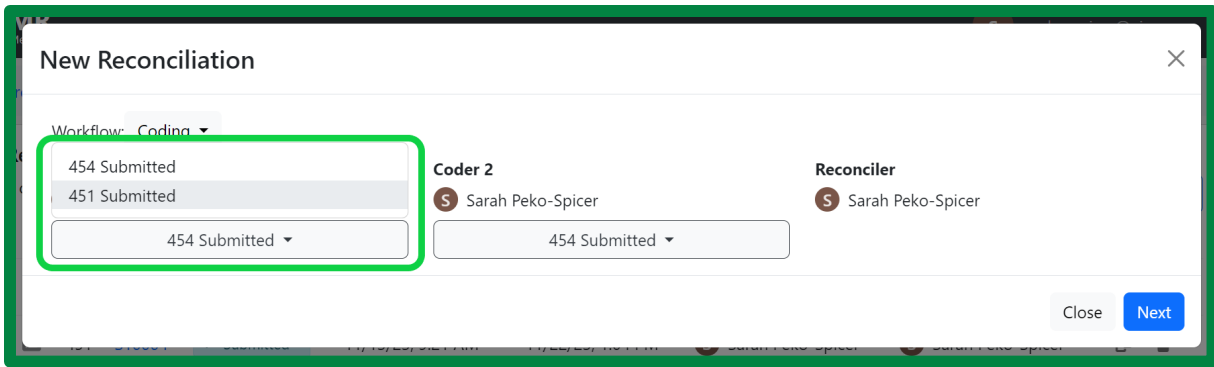 New Reconciliation
Workflow: Coding
454 Submitted
451 Submitted
454 Submitted
Coder 2
S Sarah Peko-Spicer
454 Submitted
Reconciler
S Sarah Peko-Spicer
Close
Next